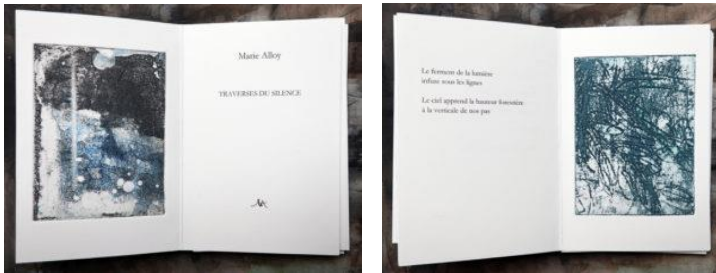 Marie Alloy
TRAVERSES DU SILENCE
Le ferment de la lumière
infuse sous les lignes
Le ciel apprend la hauteur forestière
à la verticale de nos pas